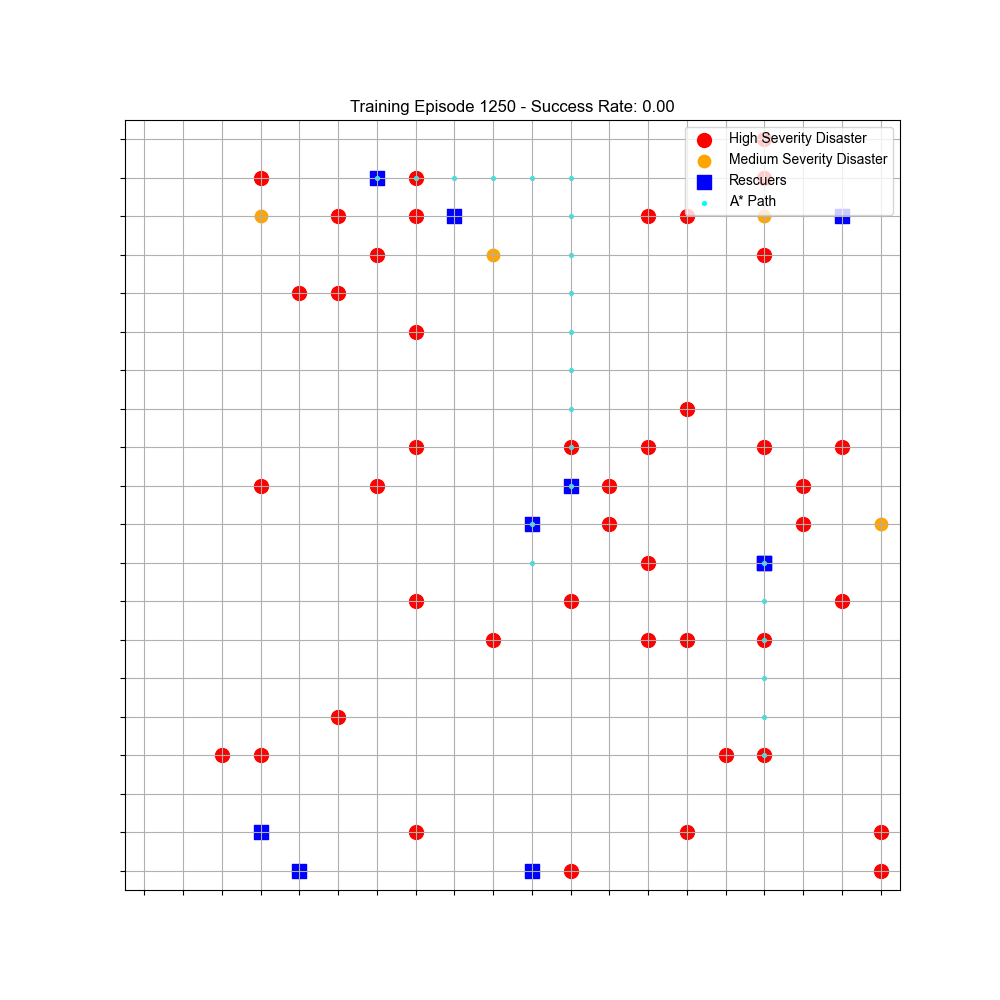 Training Episode 1250 - Success Rate: 0.00
High Severity Disaster
Medium Severity Disaster
Rescuers
A* Path